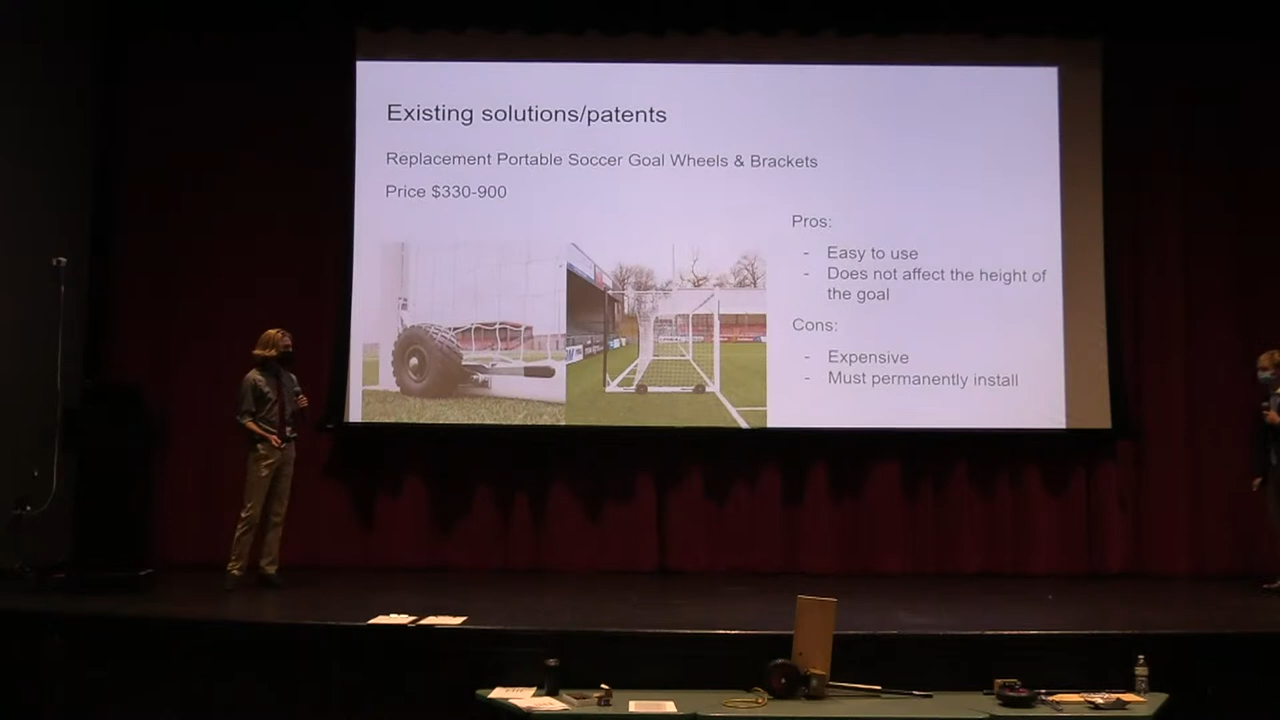 Existing solutions/patents
Replacement Portable Soccer Goal Wheels & Brackets
Price $330-900
Pros:
- Easy to use
- Does not affect the height of
the goal
Cons:
- Expensive
- Must permanently install